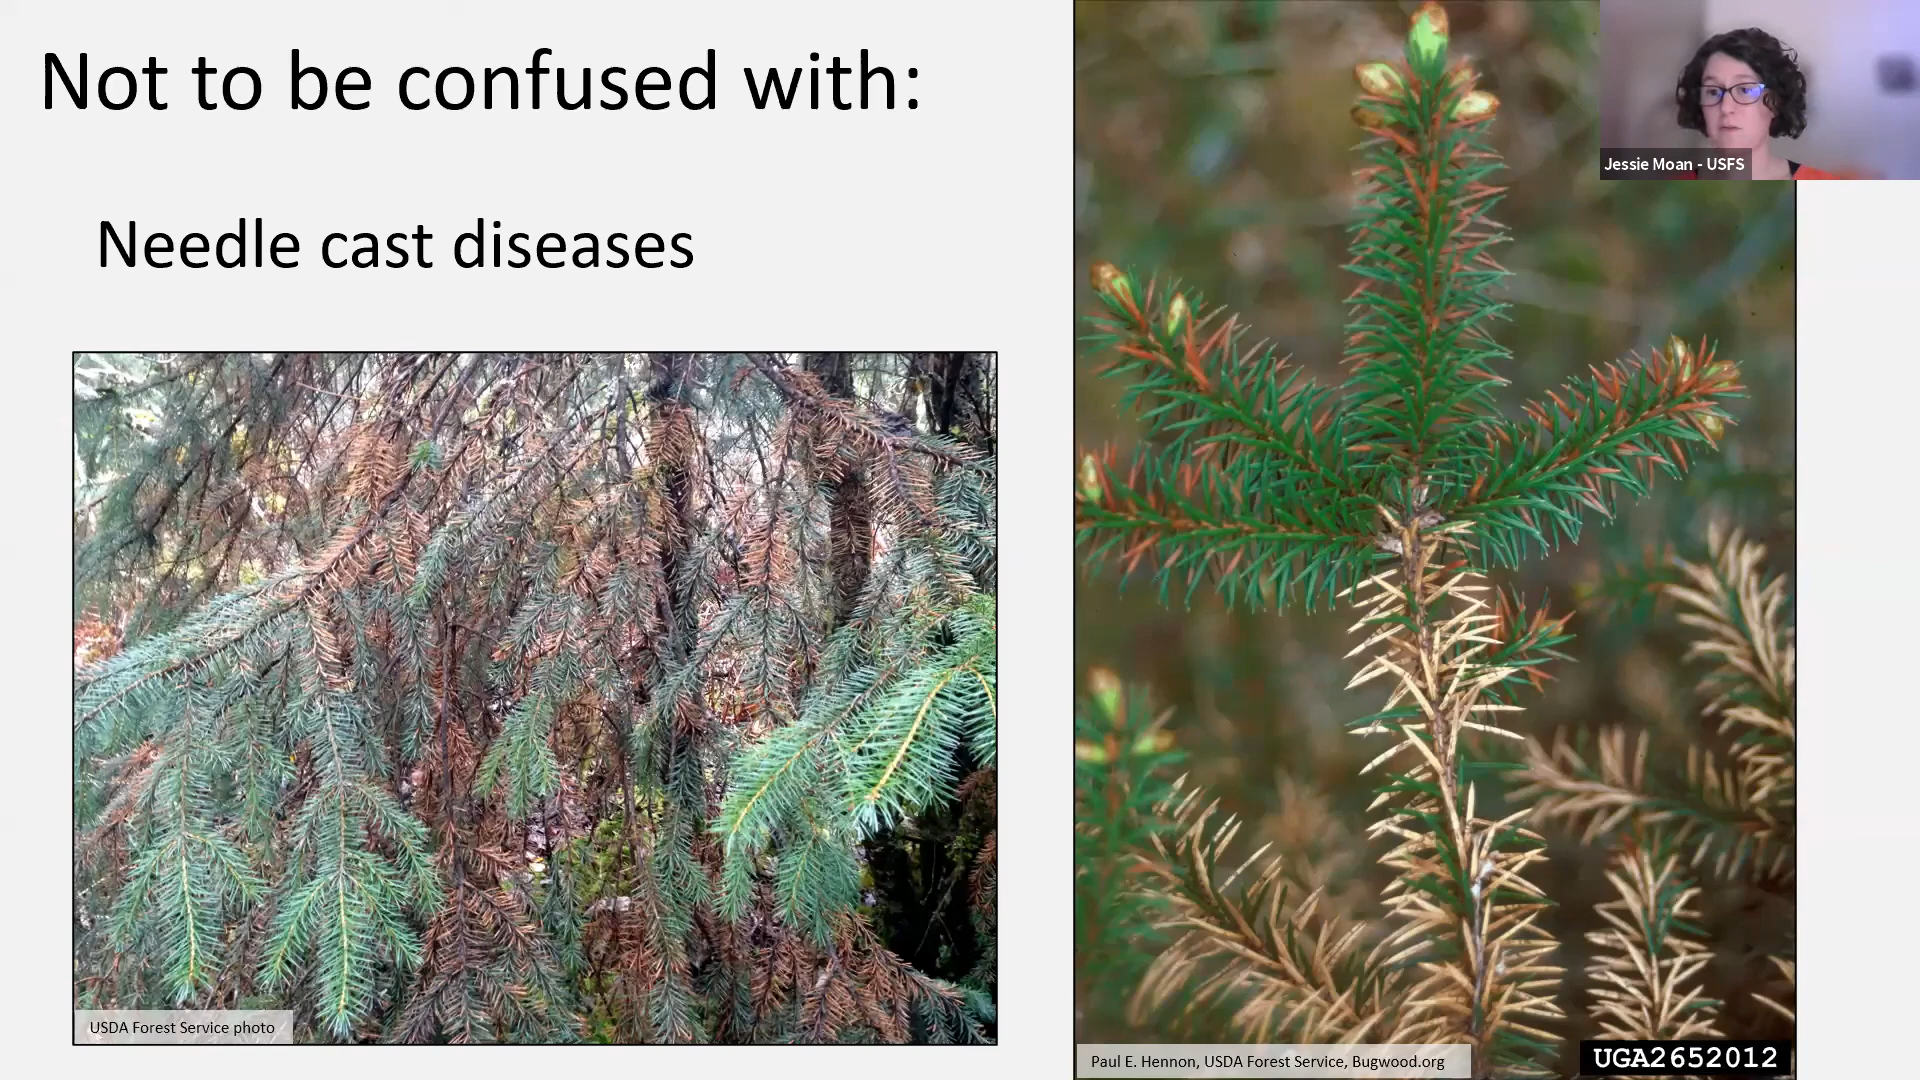 Not to be confused with:
Needle cast diseases
Jessie Moan - USFS
USDA Forest Service photo
Paul E. Hennon, USDA Forest Service, Bugwood.org
UGA2652012